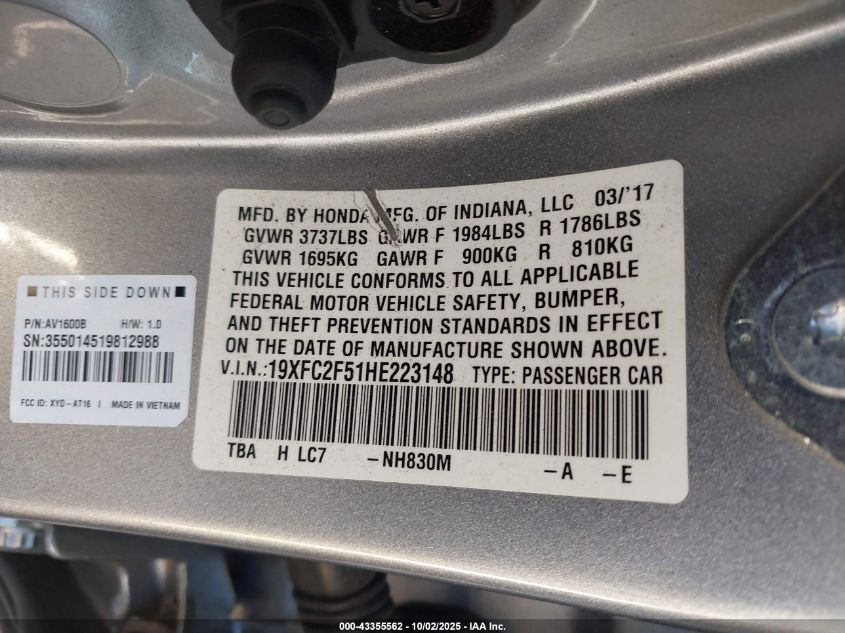 MFD. BY HONDA MFG. OF INDIANA, LLC 03/'17
GVWR 3737LBS GAWR F 1984LBS R 1786LBS
GVWR 1695KG GAWR F 900KG R 810KG
THIS VEHICLE CONFORMS TO ALL APPLICABLE
FEDERAL MOTOR VEHICLE SAFETY, BUMPER,
AND THEFT PREVENTION STANDARDS IN EFFECT
ON THE DATE OF MANUFACTURE SHOWN ABOVE.
V.I.N.:19XFC2F51HE223148 TYPE: PASSENGER CAR
TBA H LC7 -NH830M -A -E
THIS SIDE DOWN
P/N:AV1600B H/W: 1.0
SN:355014519812988
FCC ID: XYO-AT16 I MADE IN VIETNAM
000-43355562 • 10/02/2025 - IAA Inc.